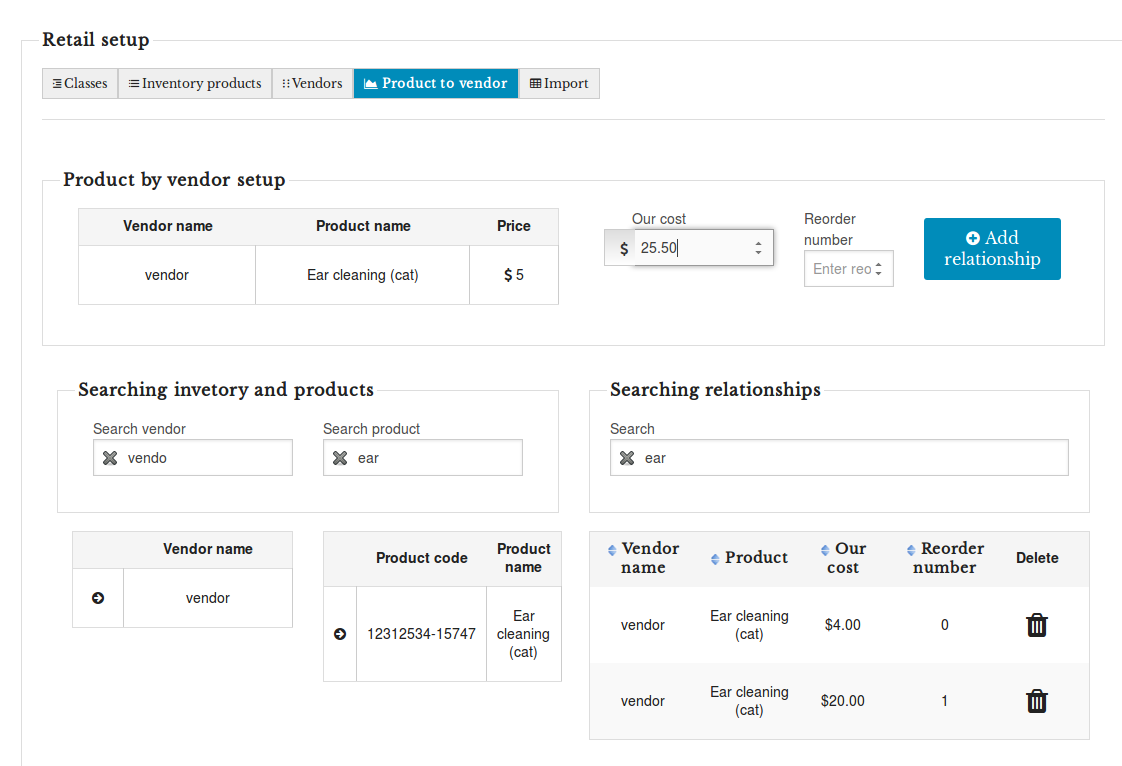 Retail setup
Classes Inventory products Vendors Product to vendor Import
Product by vendor setup
Vendor name Product name Price
vendor Ear cleaning (cat) $ 5
Our cost
$ 25.50
Reorder
number
Enter reo
Add
relationship
Searching invetory and products
Search vendor Search product
vendo ear
Vendor name
vendor
Product code Product
name
12312534-15747 Ear
cleaning
(cat)
Searching relationships
Search
ear
Vendor
name Product Our
cost Reorder
number Delete
vendor Ear cleaning
(cat) $4.00 0
vendor Ear cleaning
(cat) $20.00 1